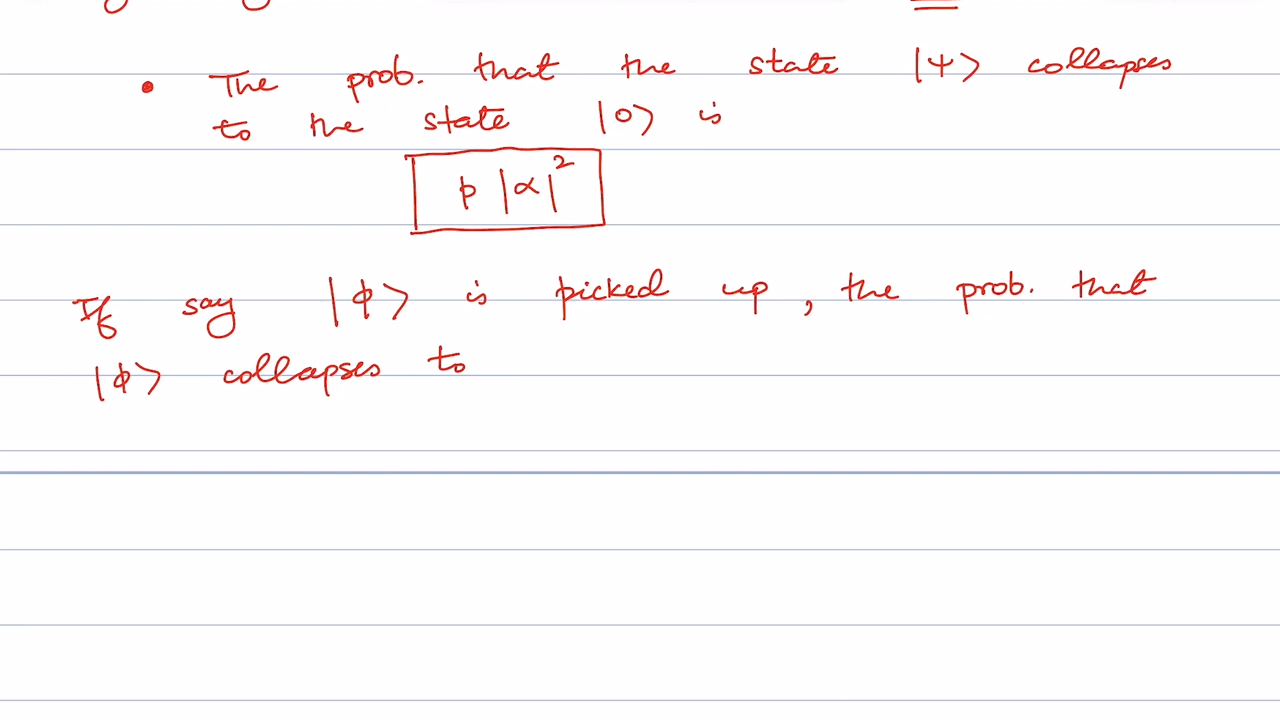 • The prob. that the state |ψ⟩ collapses
to the state |0⟩ is
p |α|²
If say |ϕ⟩ is picked up, the prob. that
|ϕ⟩ collapses to